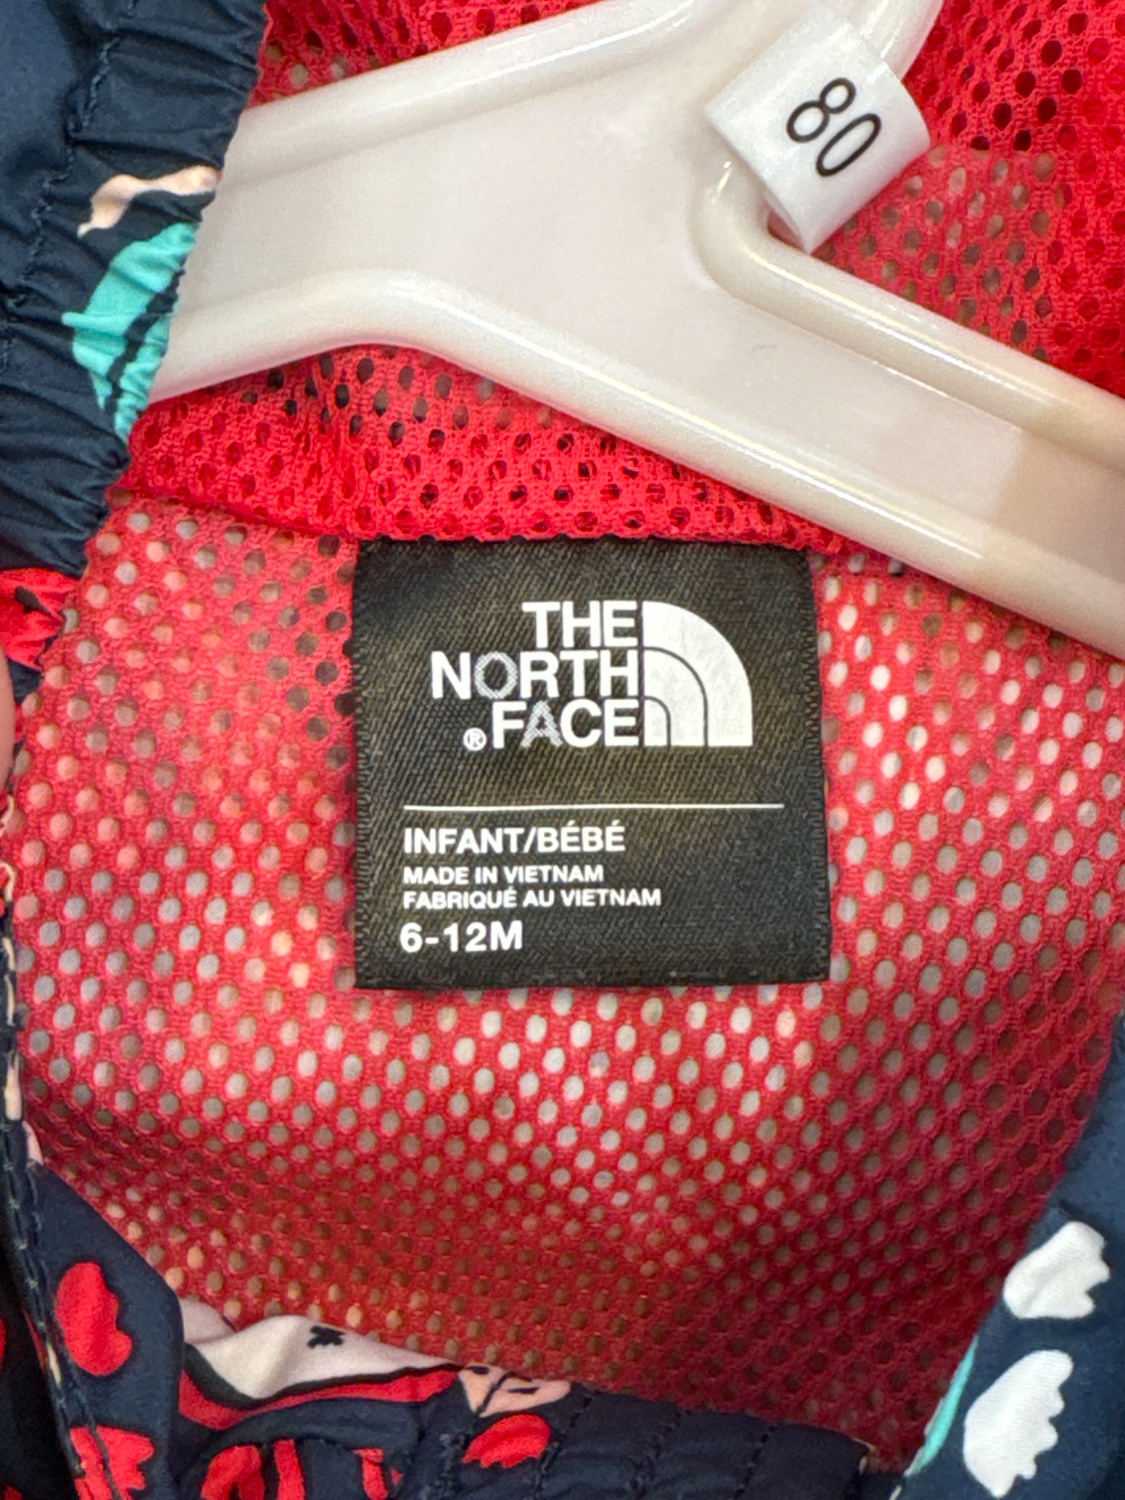 80
THE
NORTH
® FACE
INFANT/BÉBÉ
MADE IN VIETNAM
FABRIQUÉ AU VIETNAM
6-12M